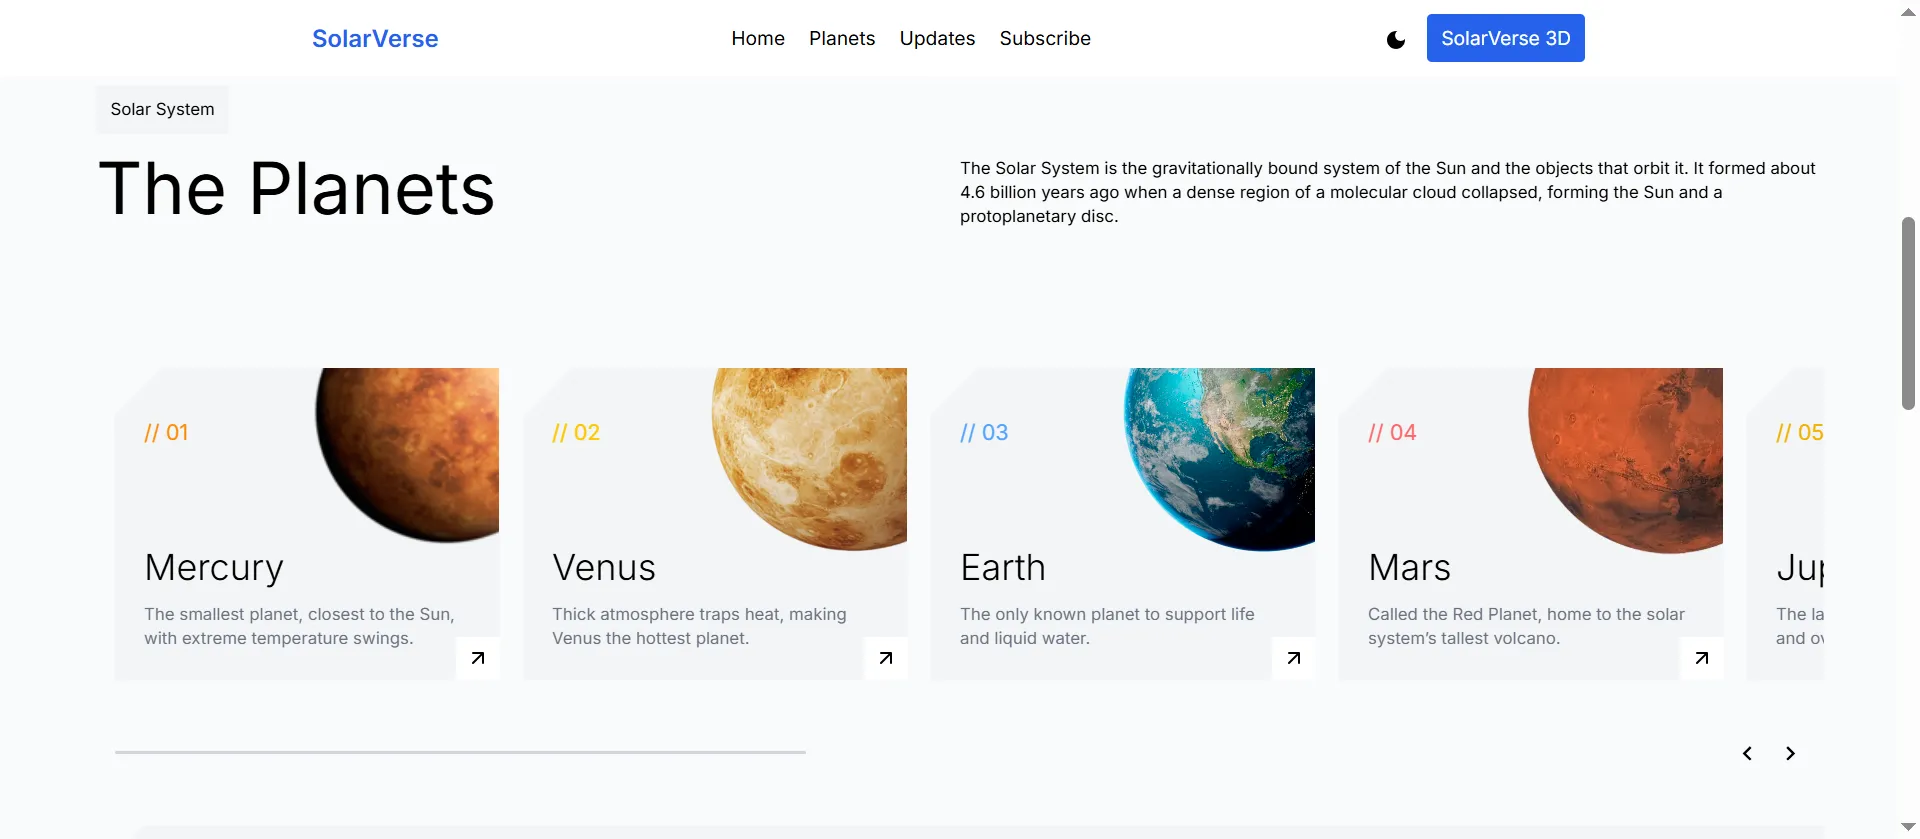 SolarVerse
Home Planets Updates Subscribe
SolarVerse 3D
Solar System
The Planets
The Solar System is the gravitationally bound system of the Sun and the objects that orbit it. It formed about
4.6 billion years ago when a dense region of a molecular cloud collapsed, forming the Sun and a
protoplanetary disc.
// 01
Mercury
The smallest planet, closest to the Sun,
with extreme temperature swings.
// 02
Venus
Thick atmosphere traps heat, making
Venus the hottest planet.
// 03
Earth
The only known planet to support life
and liquid water.
// 04
Mars
Called the Red Planet, home to the solar
system’s tallest volcano.
// 05
The
and